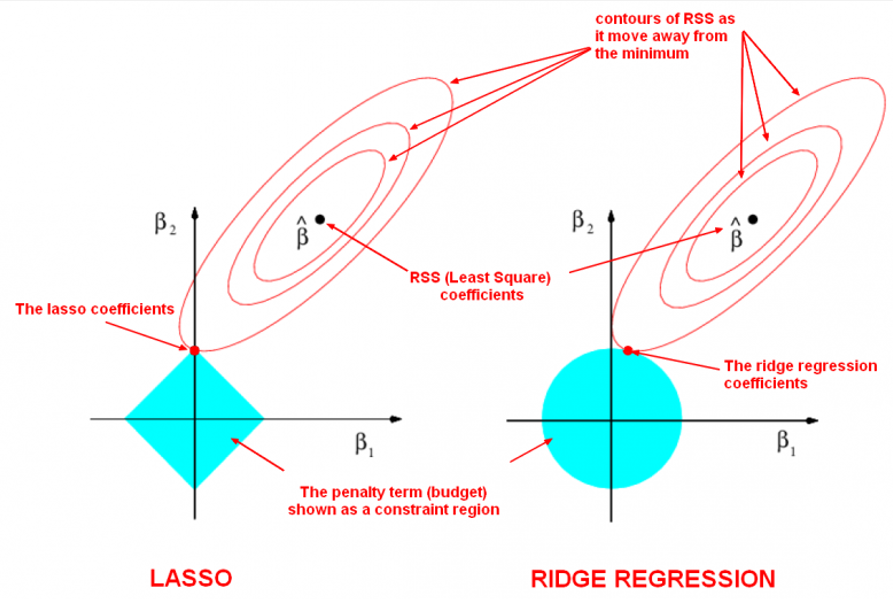 contours of RSS as
it move away from
the minimum
β₂
β̂
β₂
β̂
RSS (Least Square)
coefficients
The lasso coefficients
The ridge regression
coefficients
β₁
β₁
The penalty term (budget)
shown as a constraint region
LASSO
RIDGE REGRESSION